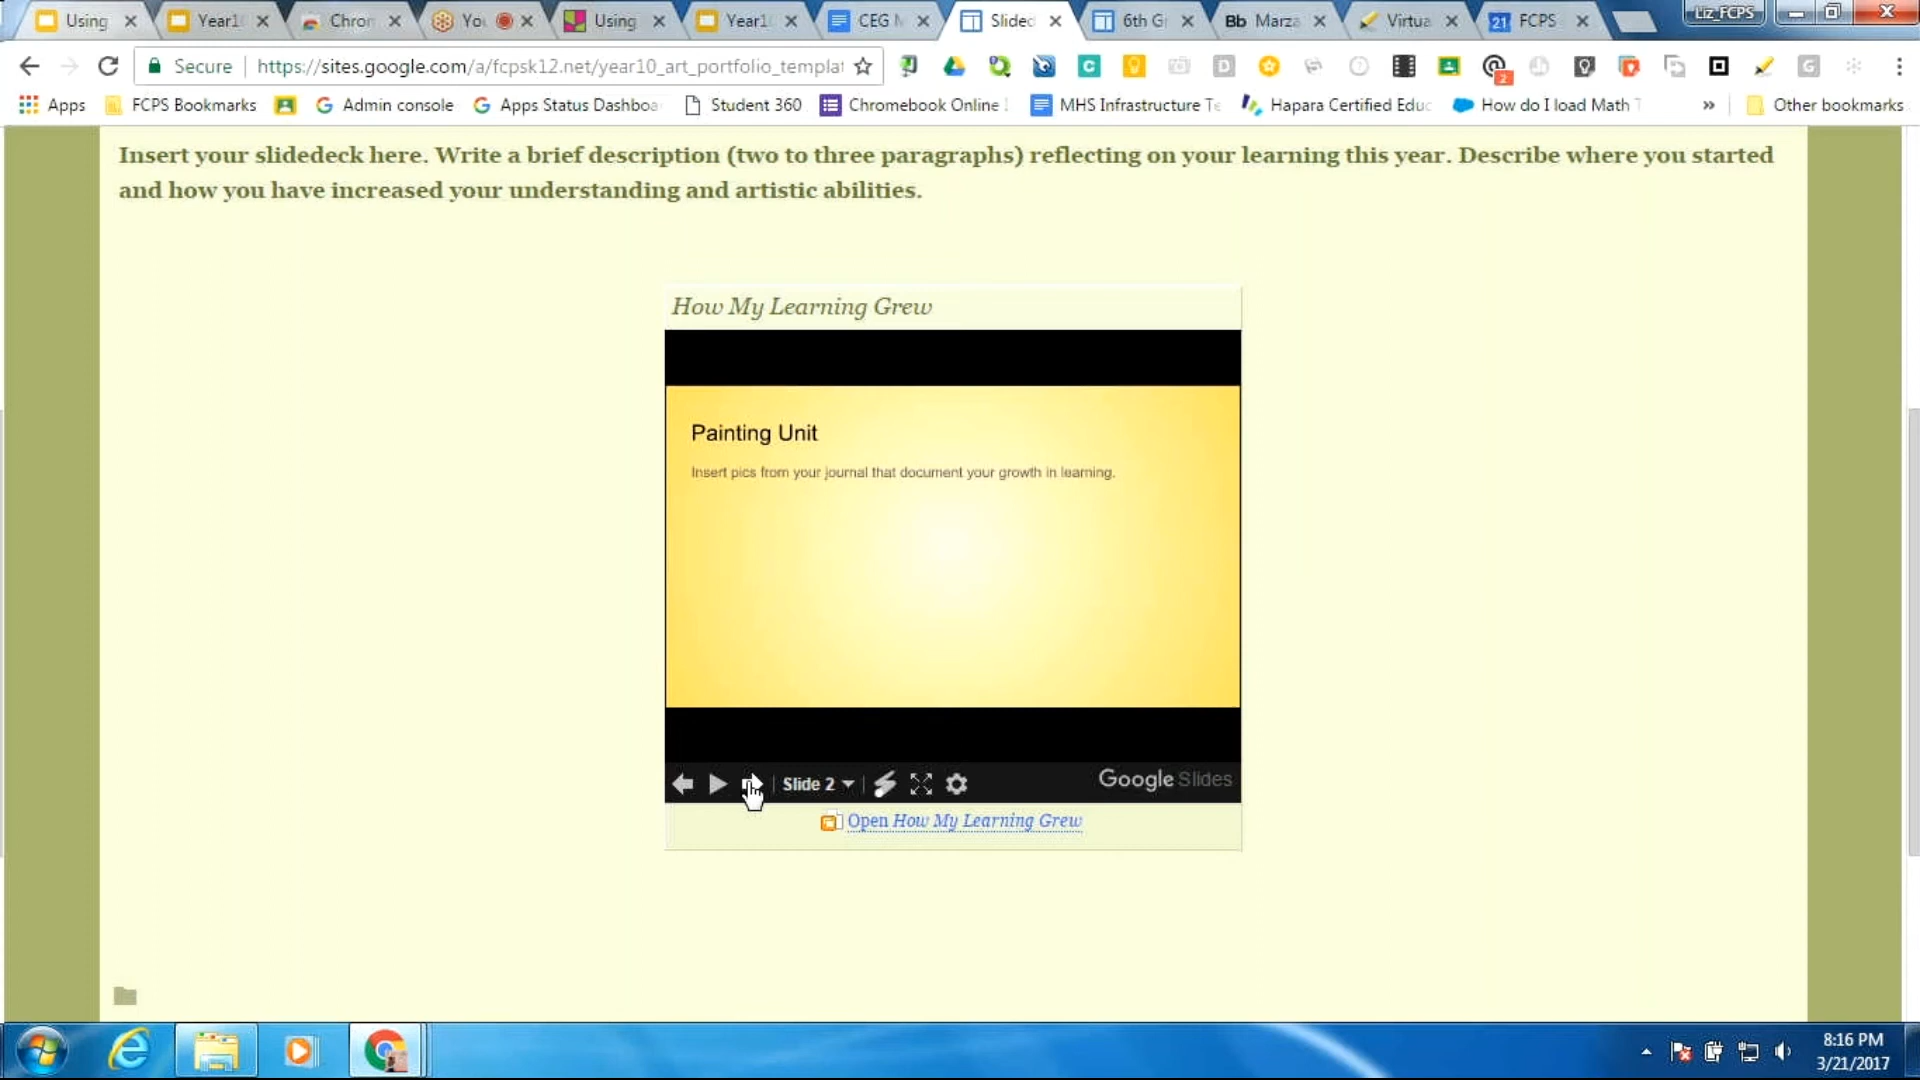 Using
Year1
Chron
You
Using
Year1
CEG M
Slidec
6th G
Bb Marza
Virtua
21 FCPS
Liz_FCPS
Secure https://sites.google.com/a/fcpsk12.net/year10_art_portfolio_templat
Apps FCPS Bookmarks Admin console Apps Status Dashboa Student 360 Chromebook Online MHS Infrastructure Te Hapara Certified Educ How do I load Math » Other bookmarks
Insert your slidedeck here. Write a brief description (two to three paragraphs) reflecting on your learning this year. Describe where you started
and how you have increased your understanding and artistic abilities.
How My Learning Grew
Painting Unit
Insert pics from your journal that document your growth in learning.
Slide 2
Google Slides
Open How My Learning Grew
8:16 PM
3/21/2017